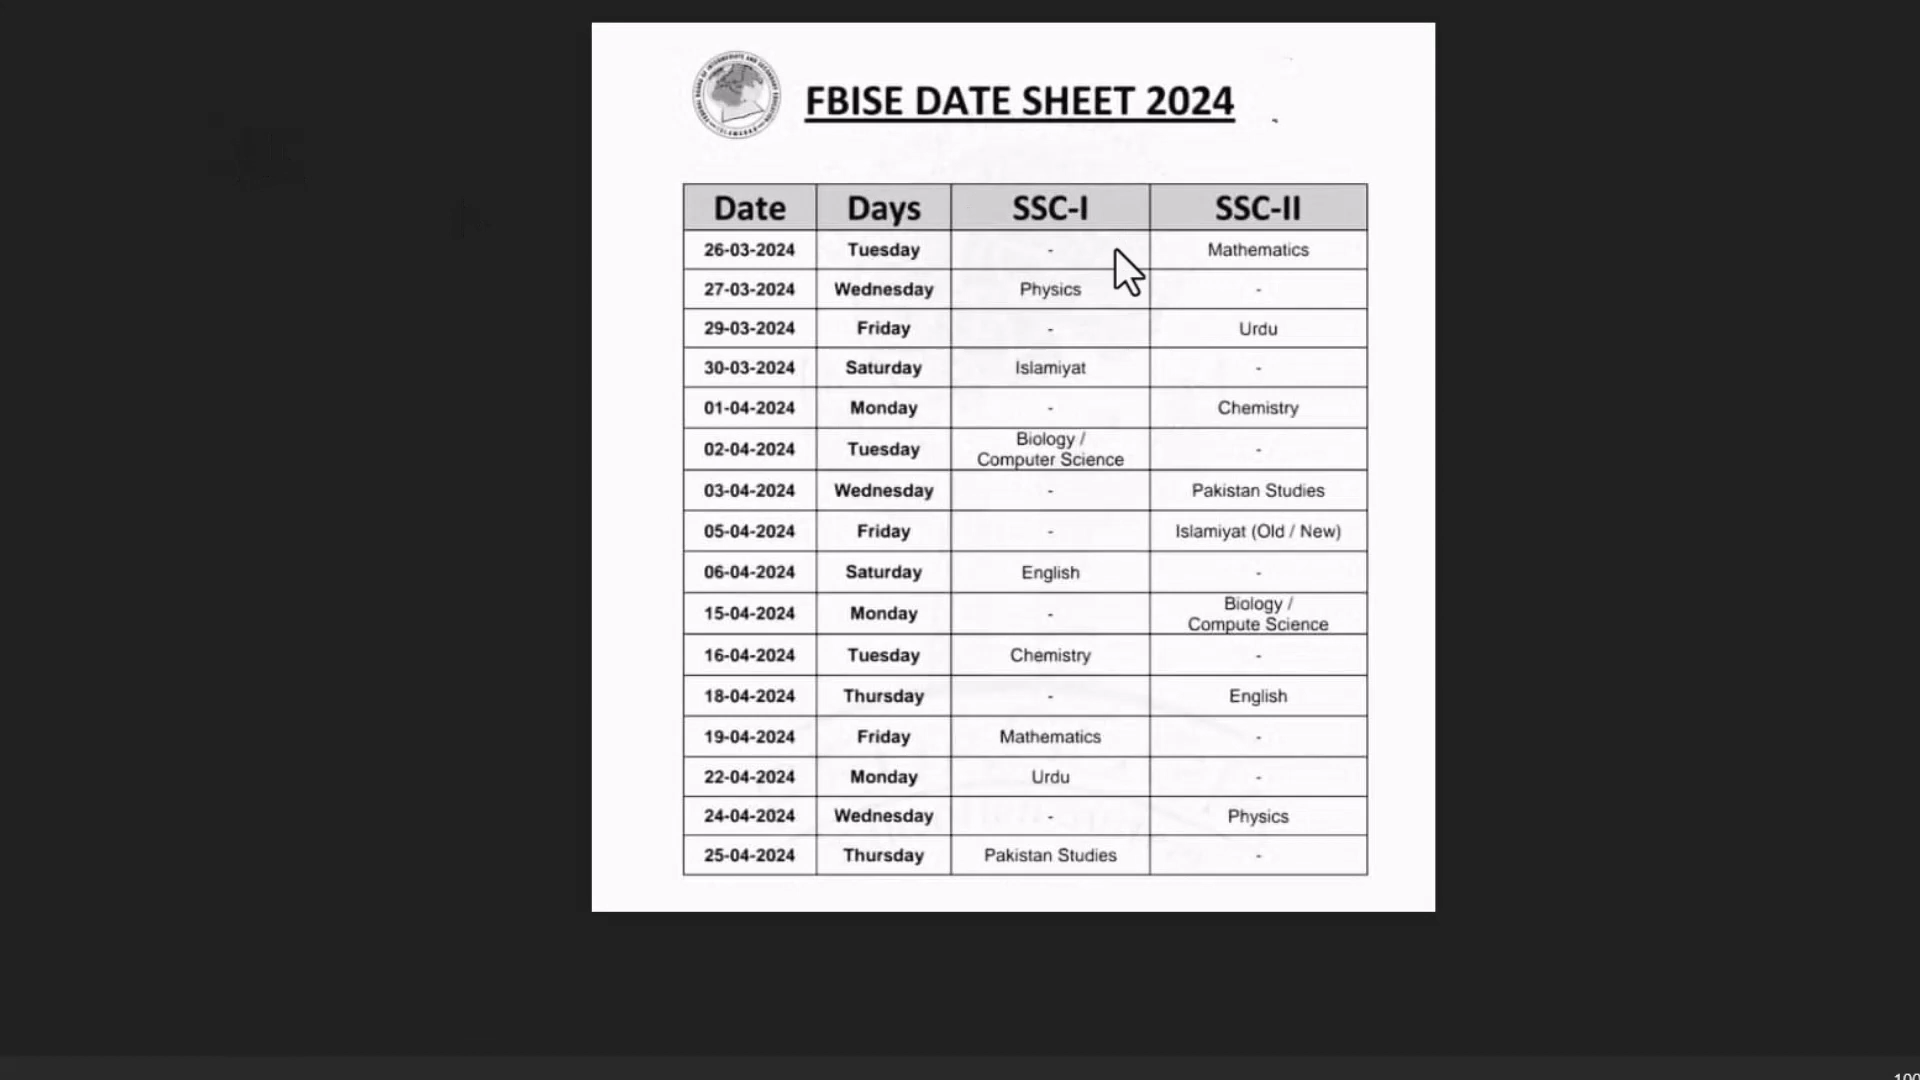 FBISE DATE SHEET 2024
Date Days SSC-I SSC-II
26-03-2024 Tuesday - Mathematics
27-03-2024 Wednesday Physics -
29-03-2024 Friday - Urdu
30-03-2024 Saturday Islamiyat -
01-04-2024 Monday - Chemistry
02-04-2024 Tuesday Biology / Computer Science -
03-04-2024 Wednesday - Pakistan Studies
05-04-2024 Friday - Islamiyat (Old / New)
06-04-2024 Saturday English -
15-04-2024 Monday - Biology / Compute Science
16-04-2024 Tuesday Chemistry -
18-04-2024 Thursday - English
19-04-2024 Friday Mathematics -
22-04-2024 Monday Urdu -
24-04-2024 Wednesday - Physics
25-04-2024 Thursday Pakistan Studies -